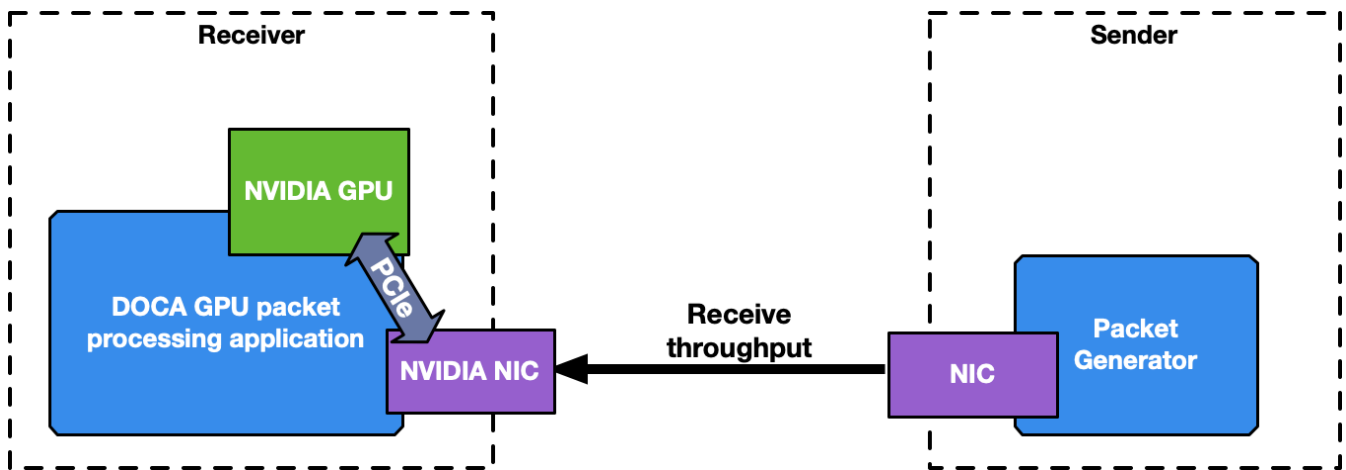 Receiver
Sender
NVIDIA GPU
PCIe
DOCA GPU packet
processing application
NVIDIA NIC
Receive
throughput
NIC
Packet
Generator